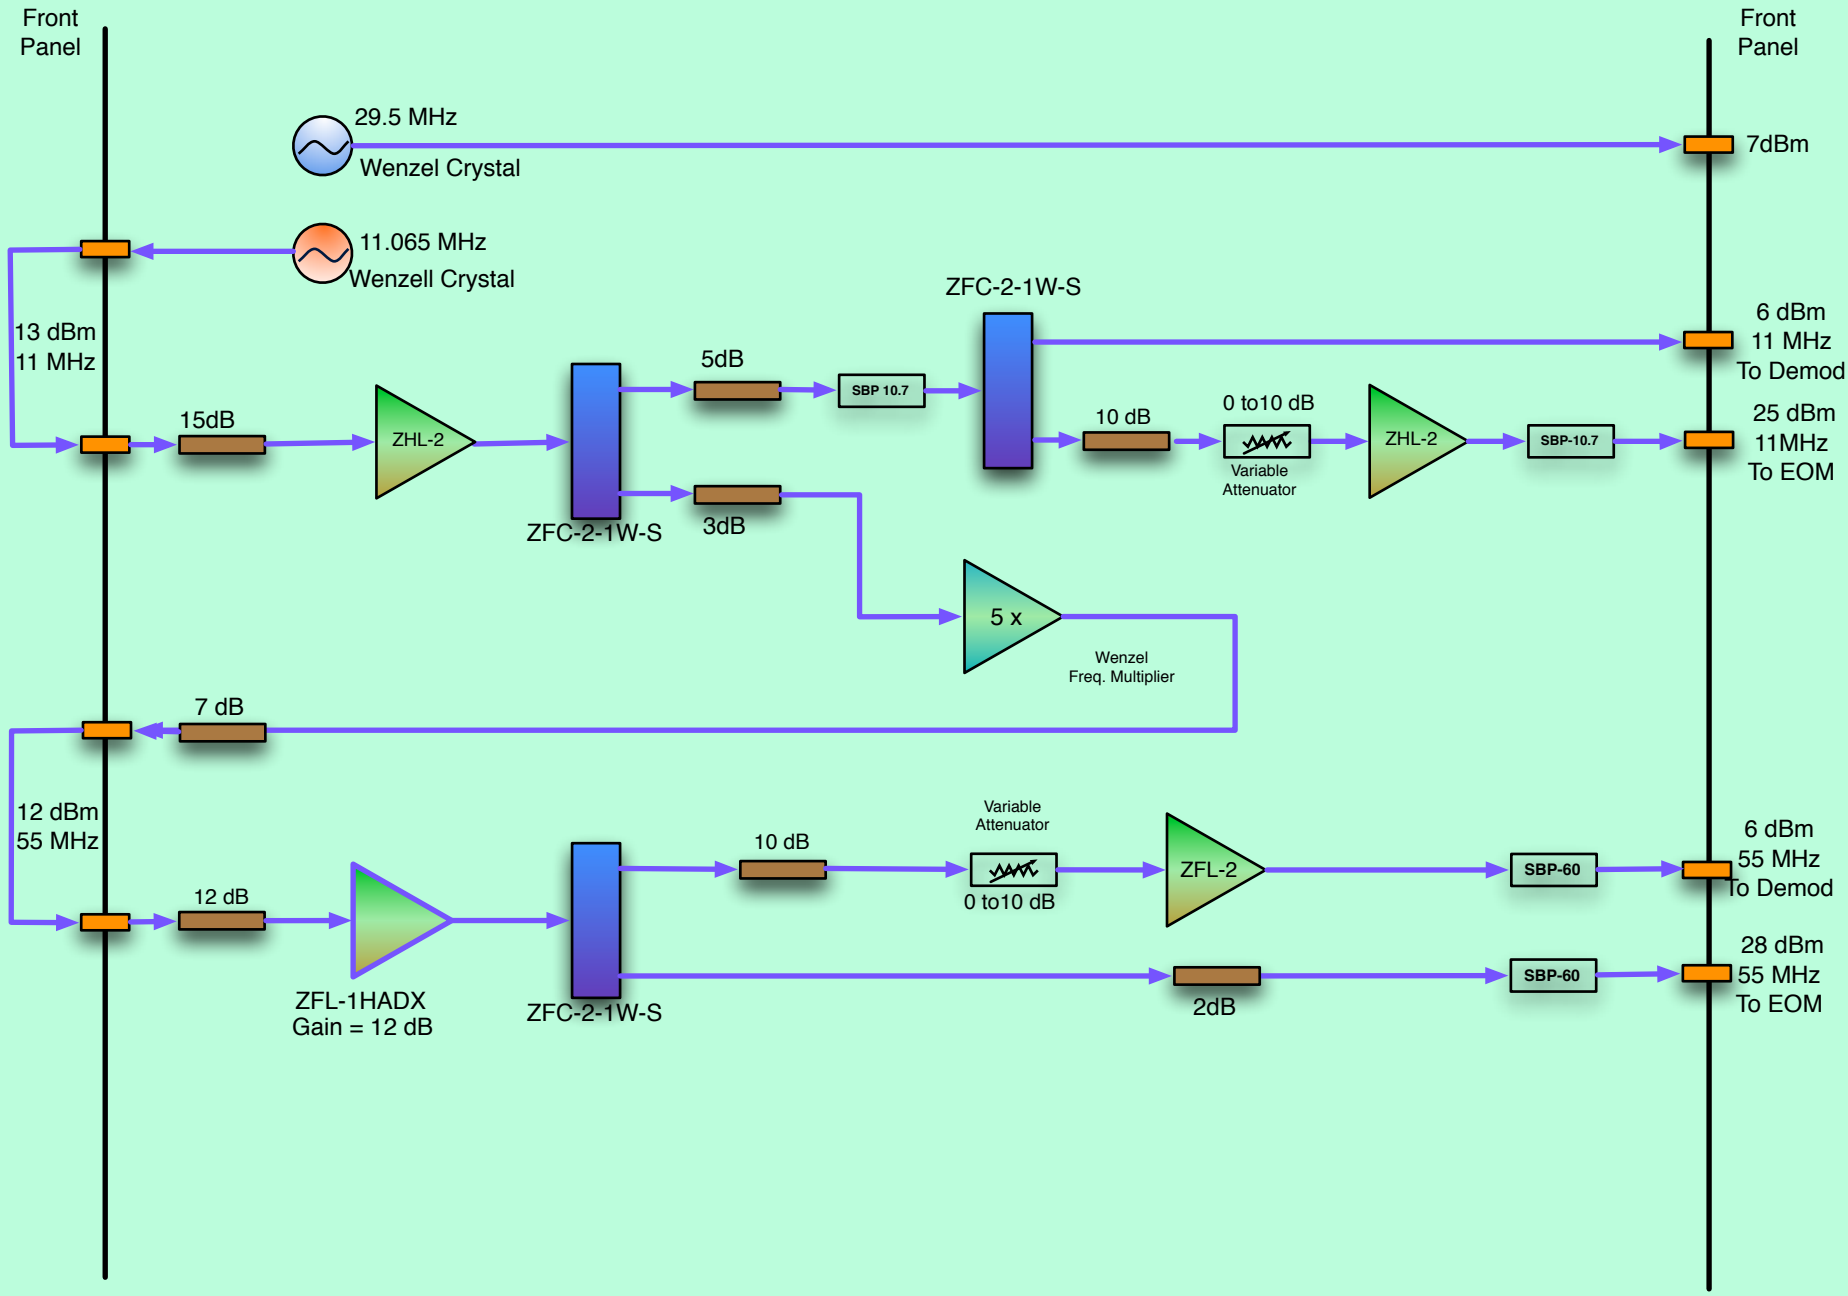 Front
Panel
Front
Panel
29.5 MHz
Wenzel Crystal
7dBm
11.065 MHz
Wenzell Crystal
13 dBm
11 MHz
15dB
ZHL-2
ZFC-2-1W-S
5dB
SBP 10.7
3dB
ZFC-2-1W-S
6 dBm
11 MHz
To Demod
10 dB
0 to10 dB
Variable
Attenuator
ZHL-2
SBP-10.7
25 dBm
11MHz
To EOM
5 x
Wenzel
Freq. Multiplier
7 dB
12 dBm
55 MHz
12 dB
ZFL-1HADX
Gain = 12 dB
ZFC-2-1W-S
10 dB
Variable
Attenuator
0 to10 dB
ZFL-2
SBP-60
6 dBm
55 MHz
To Demod
2dB
SBP-60
28 dBm
55 MHz
To EOM